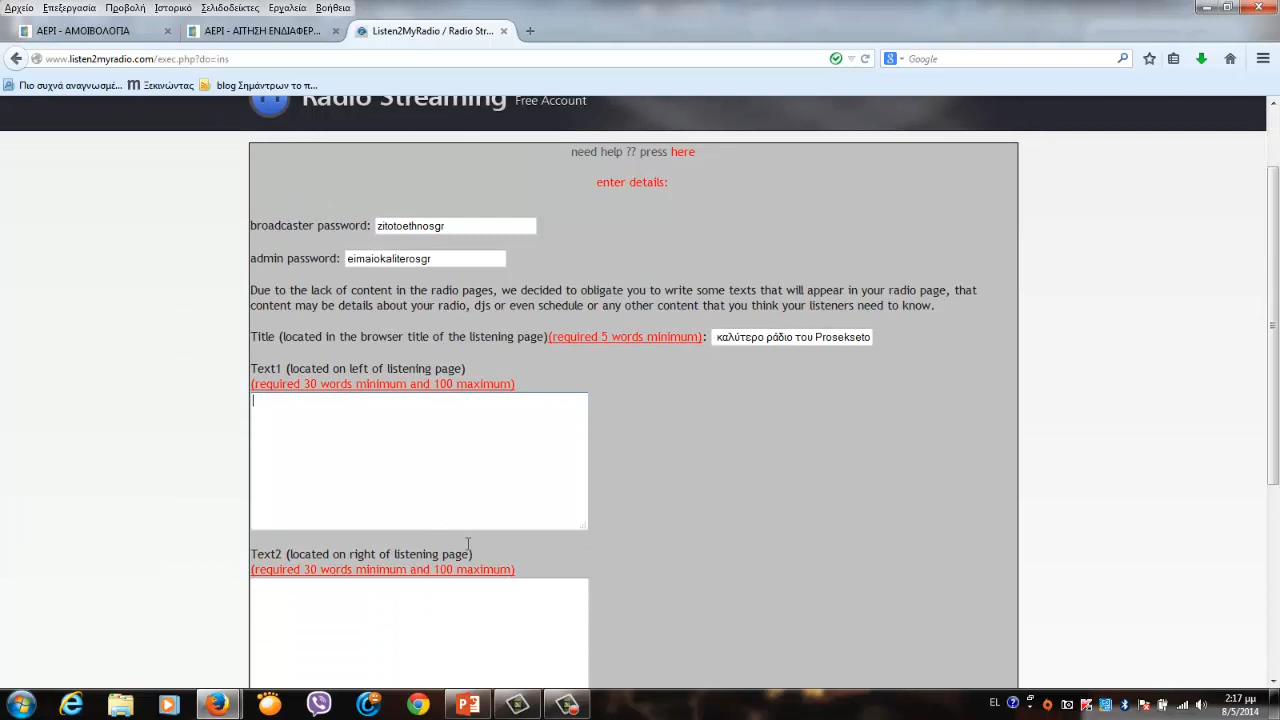 Αρχείο Επεξεργασία Προβολή Ιστορικό Σελιδοδείκτες Εργαλεία Βοήθεια
ΑΕΡΙ - ΑΜΟΙΒΟΛΟΓΙΑ
ΑΕΡΙ - ΑΙΤΗΣΗ ΕΝΔΙΑΦΕΡ...
Listen2MyRadio / Radio Str...
www.listen2myradio.com/exec.php?do=ins
Google
Πιο συχνά αναγνωσμέ...
Ξεκινώντας
blog Σημάντρων το π...
Radio Streaming Free Account
need help ?? press here
enter details:
broadcaster password: zitotoethnosgr
admin password: eimaiokaliterosgr
Due to the lack of content in the radio pages, we decided to obligate you to write some texts that will appear in your radio page, that
content may be details about your radio, djs or even schedule or any other content that you think your listeners need to know.
Title (located in the browser title of the listening page)(required 5 words minimum): καλύτερο ράδιο του Prosekseto
Text1 (located on left of listening page)
(required 30 words minimum and 100 maximum)
Text2 (located on right of listening page)
(required 30 words minimum and 100 maximum)
EL
2:17 μμ
8/5/2014